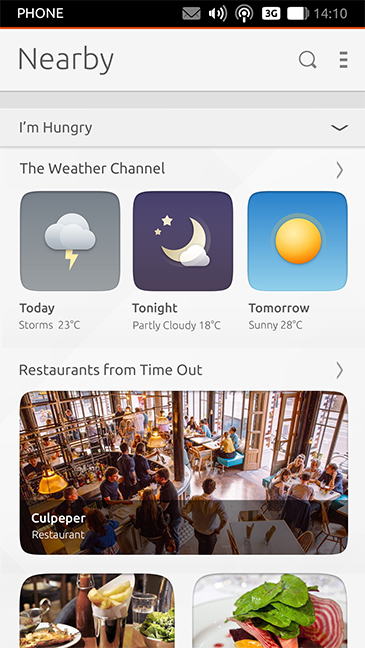 PHONE 3G 14:10
Nearby
I'm Hungry
The Weather Channel
Today Tonight Tomorrow
Storms 23°C Partly Cloudy 18°C Sunny 28°C
Restaurants from Time Out
Culpeper
Restaurant